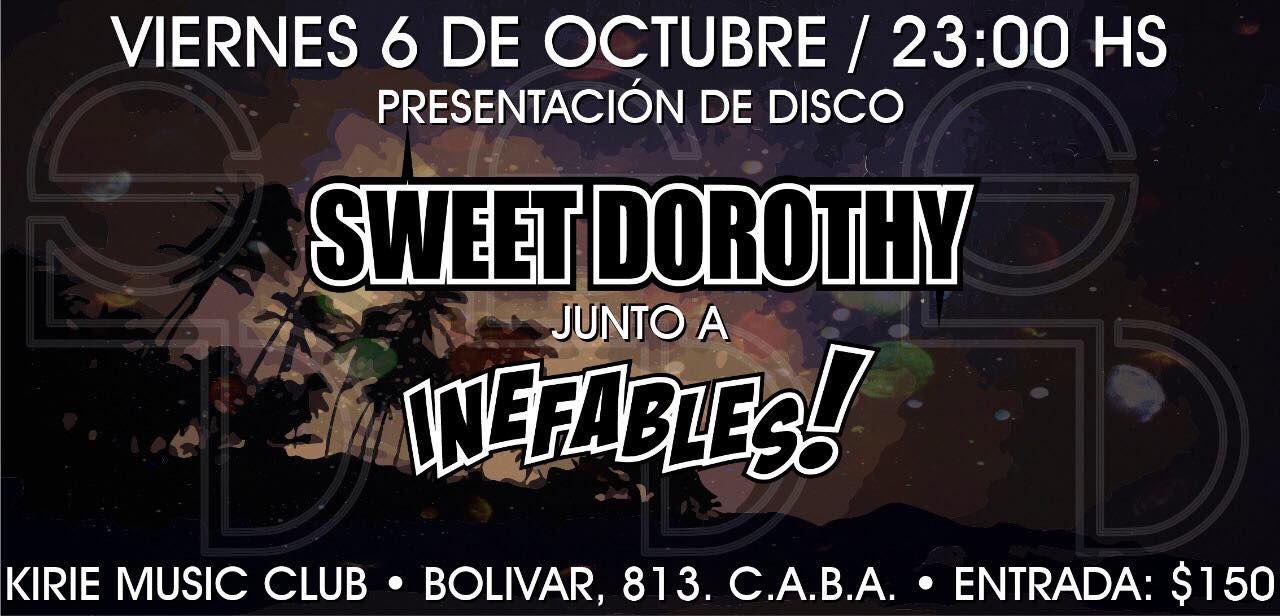 VIERNES 6 DE OCTUBRE / 23:00 HS
PRESENTACIÓN DE DISCO
SWEET DOROTHY
JUNTO A
INEFABLES!
KIRIE MUSIC CLUB • BOLIVAR, 813. C.A.B.A. • ENTRADA: $150